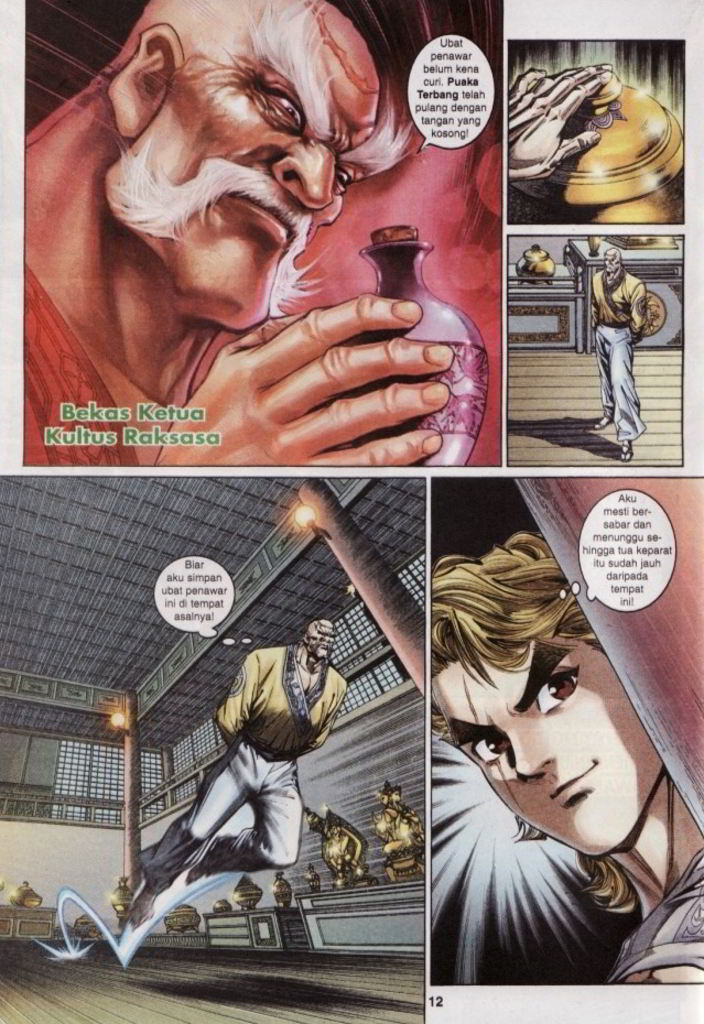 Ubat
penawar
belum kena
curi. Puaka
Terbang telah
pulang dengan
tangan yang
kosong!
Bekas Ketua
Kultus Raksasa
Biar
aku simpan
ubat penawar
ini di tempat
asalnya!
Aku
mesti ber-
sabar dan
menunggu se-
hingga tua keparat
itu sudah jauh
daripada
tempat
ini!
12